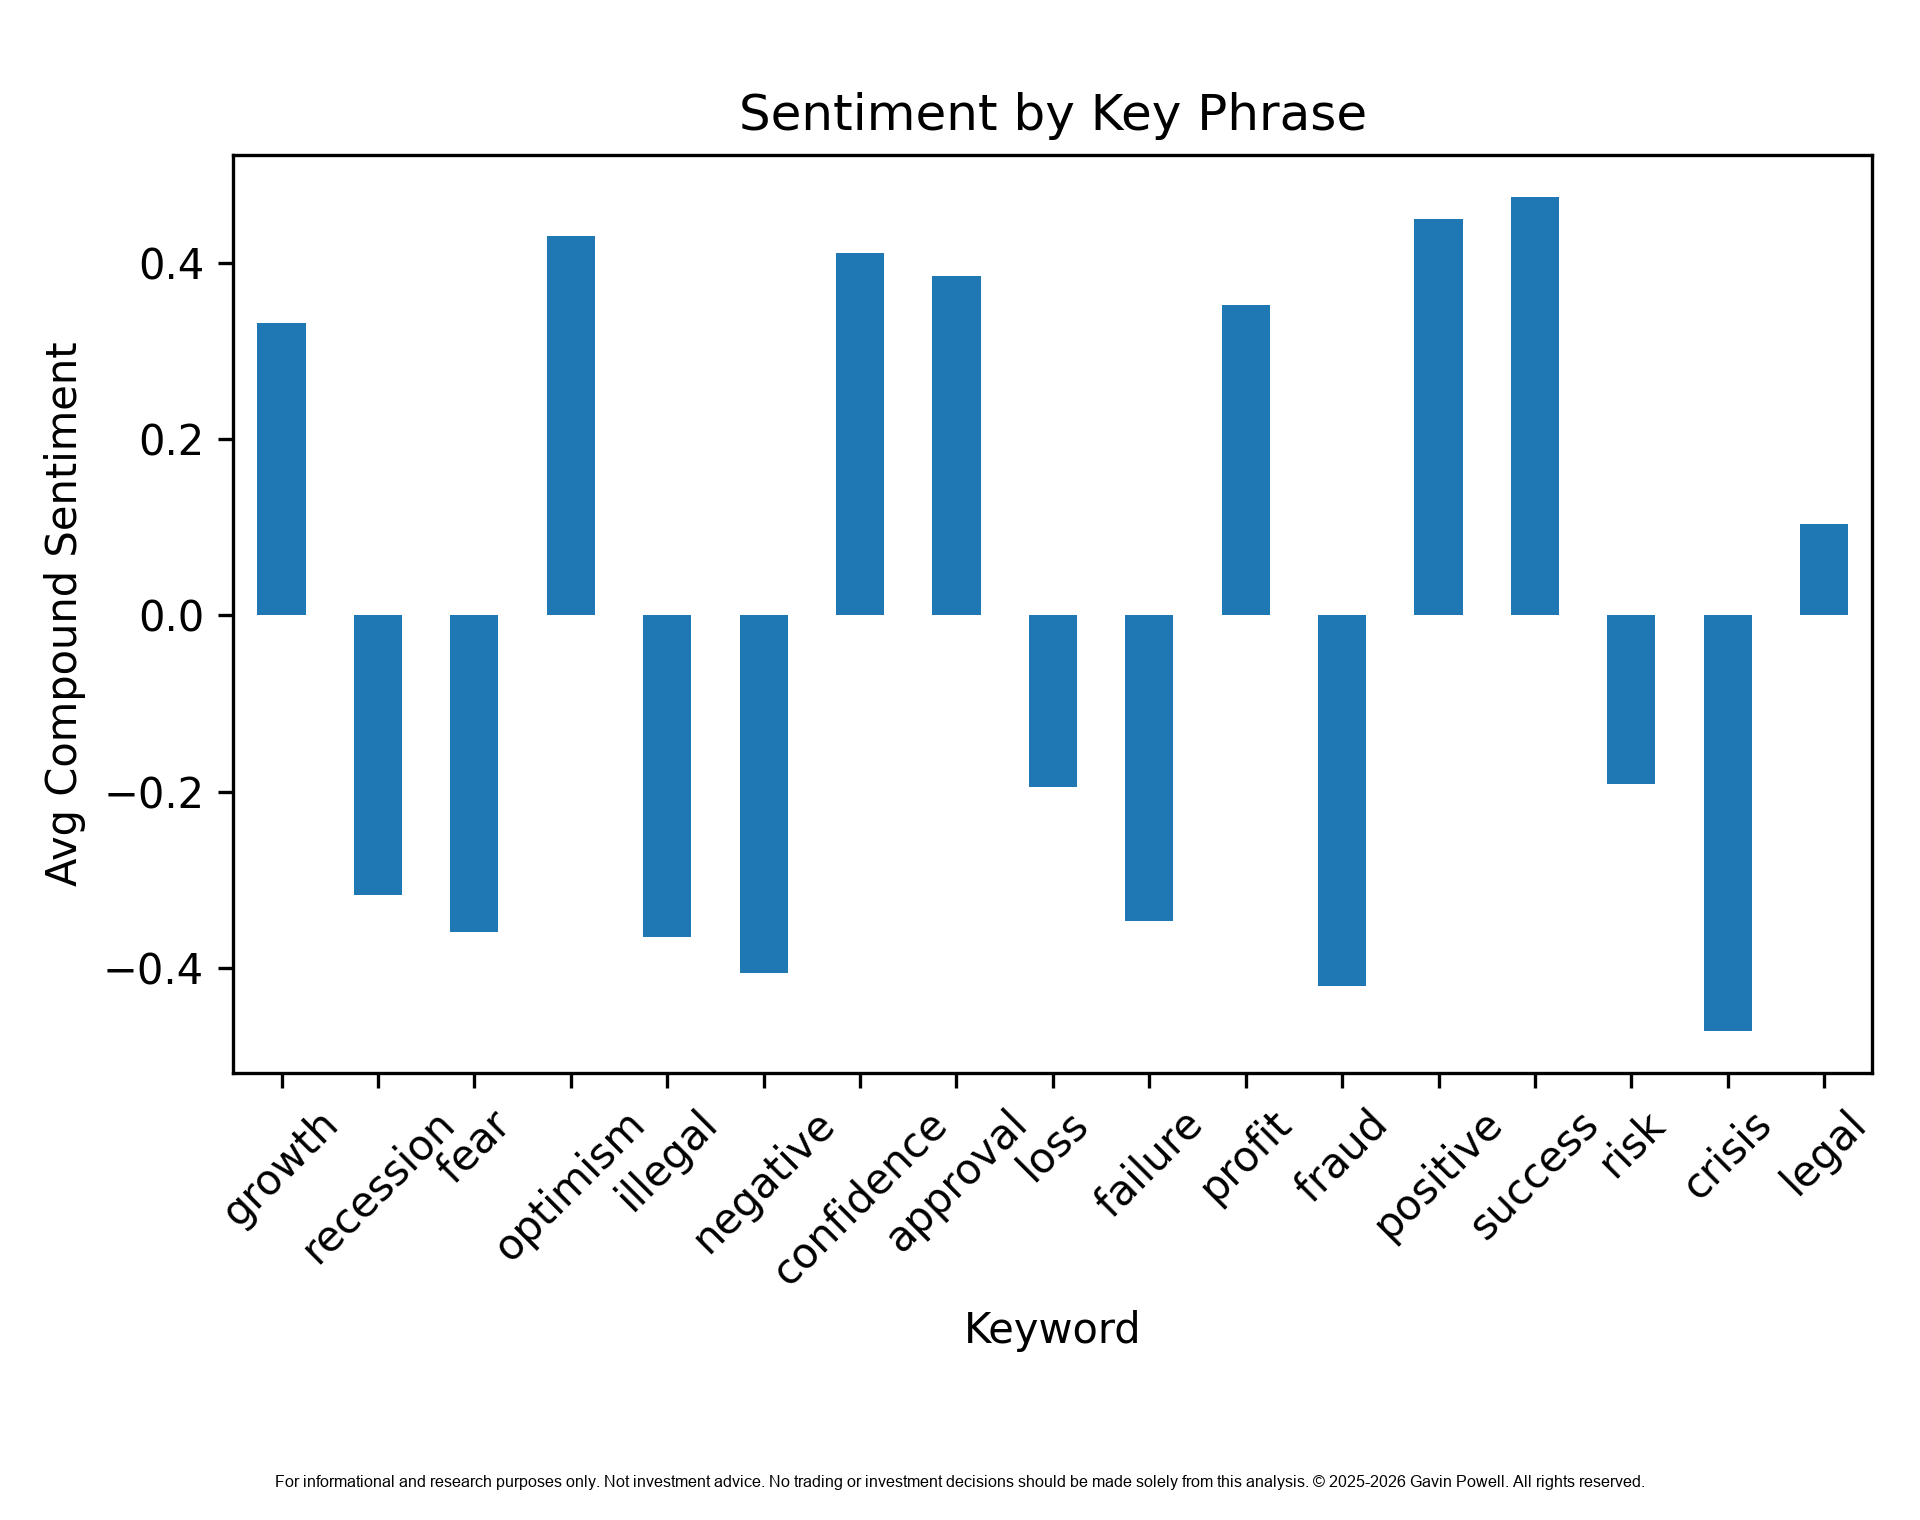 Sentiment by Key Phrase
Avg Compound Sentiment
0.4
0.2
0.0
−0.2
−0.4
growth
recession
fear
optimism
illegal
negative
confidence
approval
loss
failure
profit
fraud
positive
success
risk
crisis
legal
Keyword
For informational and research purposes only. Not investment advice. No trading or investment decisions should be made solely from this analysis. © 2025-2026 Gavin Powell. All rights reserved.